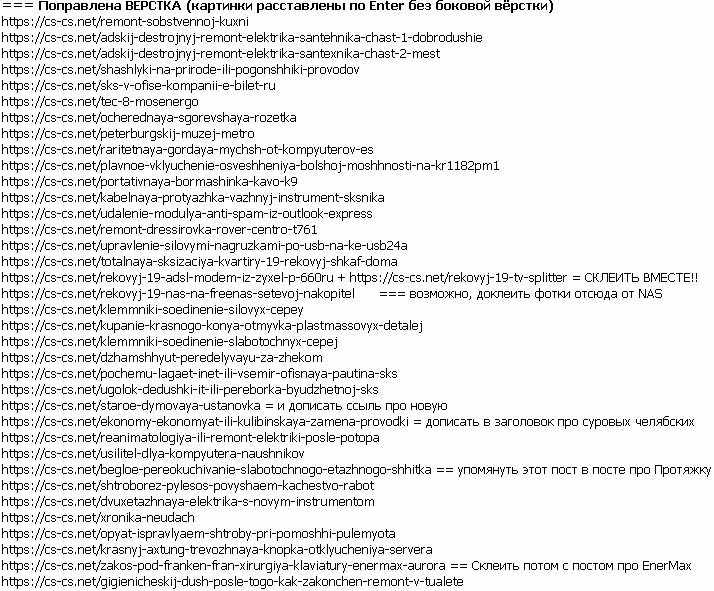 === Поправлена ВЕРСТКА (картинки расставлены по Enter без боковой вёрстки)
https://cs-cs.net/remont-sobstvennoj-kuxni
https://cs-cs.net/adskij-destrojnyj-remont-elektrika-santehnika-chast-1-dobrodushie
https://cs-cs.net/adskij-destrojnyj-remont-elektrika-santexnika-chast-2-mest
https://cs-cs.net/shashlyki-na-prirode-ili-pogonshhiki-provodov
https://cs-cs.net/sks-v-ofise-kompanii-e-bilet-ru
https://cs-cs.net/tec-8-mosenergo
https://cs-cs.net/ocherednaya-sgorevshaya-rozetka
https://cs-cs.net/peterburgskij-muzej-metro
https://cs-cs.net/raritetnaya-gordaya-mychsh-ot-kompyuterov-es
https://cs-cs.net/plavnoe-vklyuchenie-osveshheniya-bolshoj-moshhnosti-na-kr1182pm1
https://cs-cs.net/portativnaya-bormashinka-kavo-k9
https://cs-cs.net/kabelnaya-protyazhka-vazhnyj-instrument-sksnika
https://cs-cs.net/udalenie-modulya-anti-spam-iz-outlook-express
https://cs-cs.net/remont-dressirovka-rover-centro-t761
https://cs-cs.net/upravlenie-silovymi-nagruzkami-po-usb-na-ke-usb24a
https://cs-cs.net/totalnaya-sksizaciya-kvartiry-19-rekovyj-shkaf-doma
https://cs-cs.net/rekovyj-19-adsl-modem-iz-zyxel-p-660ru + https://cs-cs.net/rekovyj-19-tv-splitter = СКЛЕИТЬ ВМЕСТЕ!!
https://cs-cs.net/rekovyj-19-nas-na-freenas-setevoj-nakopitel === возможно, доклеить фотки отсюда от NAS
https://cs-cs.net/klemmniki-soedinenie-silovyx-cepey
https://cs-cs.net/kupanie-krasnogo-konya-otmyvka-plastmassovyx-detalej
https://cs-cs.net/klemmniki-soedinenie-slabotochnyx-cepej
https://cs-cs.net/dzhamshhyut-peredelyvayu-za-zhekom
https://cs-cs.net/pochemu-lagaet-inet-ili-vsemir-ofisnaya-pautina-sks
https://cs-cs.net/ugolok-dedushki-it-ili-pereborka-byudzhetnoj-sks
https://cs-cs.net/staroe-dymovaya-ustanovka = и дописать ссыль про новую
https://cs-cs.net/ekonomy-ekonomyat-ili-kulibinskaya-zamena-provodki = дописать в заголовок про суровых челябских
https://cs-cs.net/reanimatologiya-ili-remont-elektriki-posle-potopa
https://cs-cs.net/usilitel-dlya-kompyutera-naushnikov
https://cs-cs.net/begloe-pereokuchivanie-slabotochnogo-etazhnogo-shhitka == упомянуть этот пост в посте про Протяжку
https://cs-cs.net/shtroborez-pylesos-povyshaem-kachestvo-rabot
https://cs-cs.net/dvuxetazhnaya-elektrika-s-novym-instrumentom
https://cs-cs.net/xronika-neudach
https://cs-cs.net/opyat-ispravlyaem-shtroby-pri-pomoshhi-pulemyota
https://cs-cs.net/krasnyj-axtung-trevozhnaya-knopka-otklyucheniya-servera
https://cs-cs.net/zakos-pod-franken-fran-xirurgiya-klaviatury-enermax-aurora == Склеить потом с постом про EnerMax
https://cs-cs.net/gigienicheskij-dush-posle-togo-kak-zakonchen-remont-v-tualete